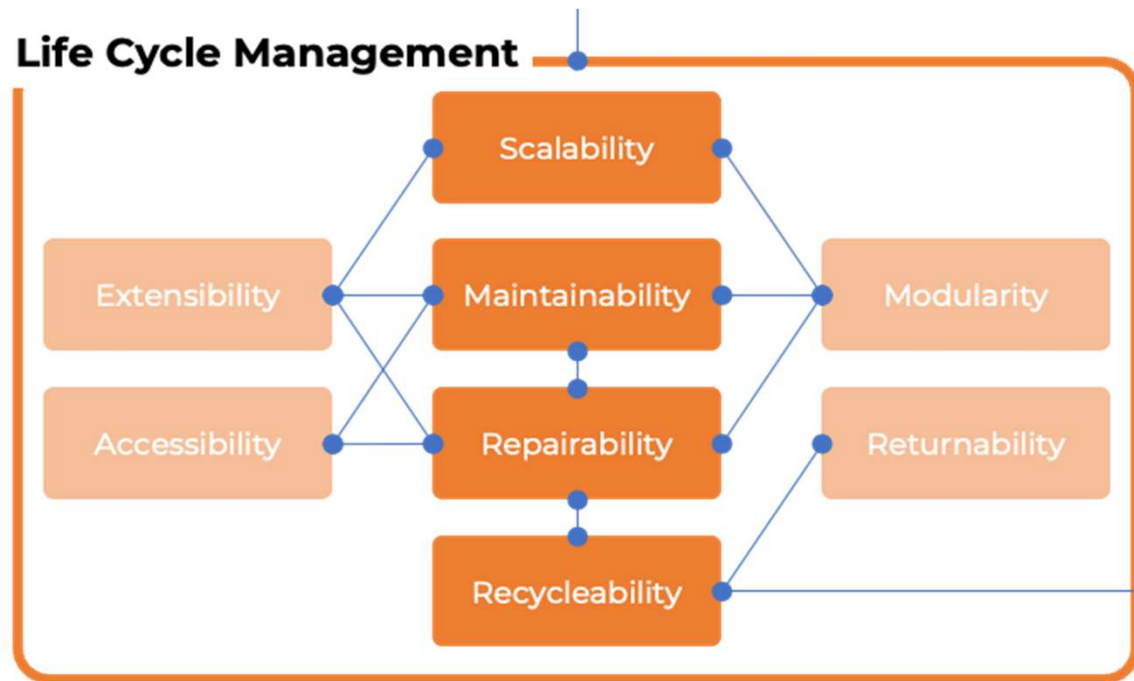 Life Cycle Management
Scalability
Extensibility
Maintainability
Modularity
Accessibility
Repairability
Returnability
Recycleability